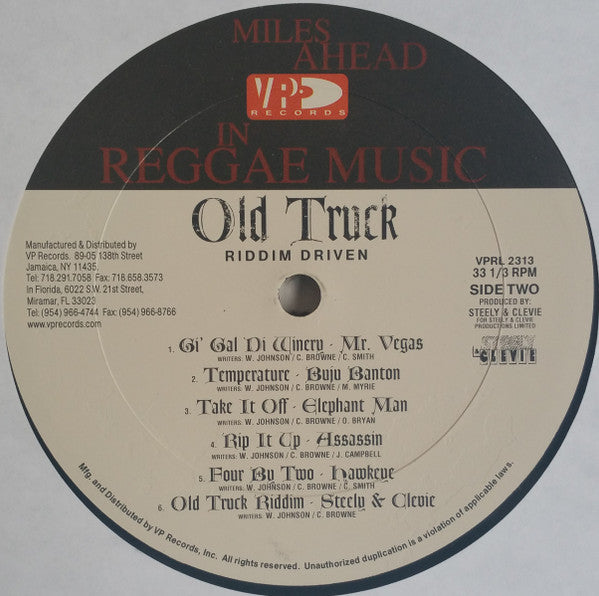 MILES
AHEAD
VP
RECORDS
IN
REGGAE MUSIC
Old Truck
RIDDIM DRIVEN
Manufactured & Distributed by
VP Records. 89-05 138th Street
Jamaica, NY 11435.
Tel: 718.291.7058 Fax: 718.658.3573
In Florida, 6022 S.W. 21st Street,
Miramar, FL 33023
Tel: (954) 966-4744 Fax: (954) 966-8766
www.vprecords.com
VPRL 2313
33 1/3 RPM
SIDE TWO
PRODUCED BY:
STEELY & CLEVIE
FOR STEELY & CLEVIE
PRODUCTIONS LIMITED
STEELY
& CLEVIE
1. Gi' Gal Di Winery - Mr. Vegas
WRITERS: W. JOHNSON / C. BROWNE / C. SMITH
2. Temperature - Buju Banton
WRITERS: W. JOHNSON / C. BROWNE / M. MYRIE
3. Take It Off - Elephant Man
WRITERS: W. JOHNSON / C. BROWNE / O. BRYAN
4. Rip It Up - Assassin
WRITERS: W. JOHNSON / C. BROWNE / J. CAMPBELL
5. Four By Two - Hawkeye
WRITERS: W. JOHNSON / C. BROWNE / C. SMITH
6. Old Truck Riddim - Steely & Clevie
WRITERS: W. JOHNSON / C. BROWNE
Mfg. and Distributed by VP Records, Inc. All rights reserved. Unauthorized duplication is a violation of applicable laws.